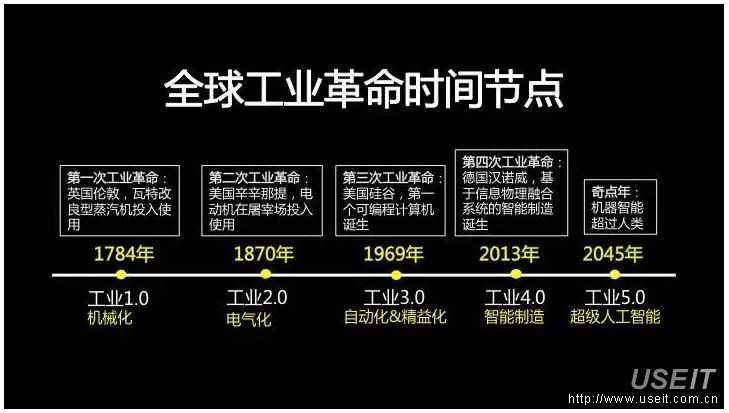 全球工业革命时间节点
第一次工业革命：
英国伦敦，瓦特改
良型蒸汽机投入使
用
第二次工业革命：
美国辛辛那提，电
动机在屠宰场投入
使用
第三次工业革命：
美国硅谷，第一
个可编程计算机
诞生
第四次工业革命：
德国汉诺威，基
于信息物理融合
系统的智能制造
诞生
奇点年：
机器智能
超过人类
1784年
1870年
1969年
2013年
2045年
工业1.0
机械化
工业2.0
电气化
工业3.0
自动化&精益化
工业4.0
智能制造
工业5.0
超级人工智能
USEIT
http://www.useit.com.cn